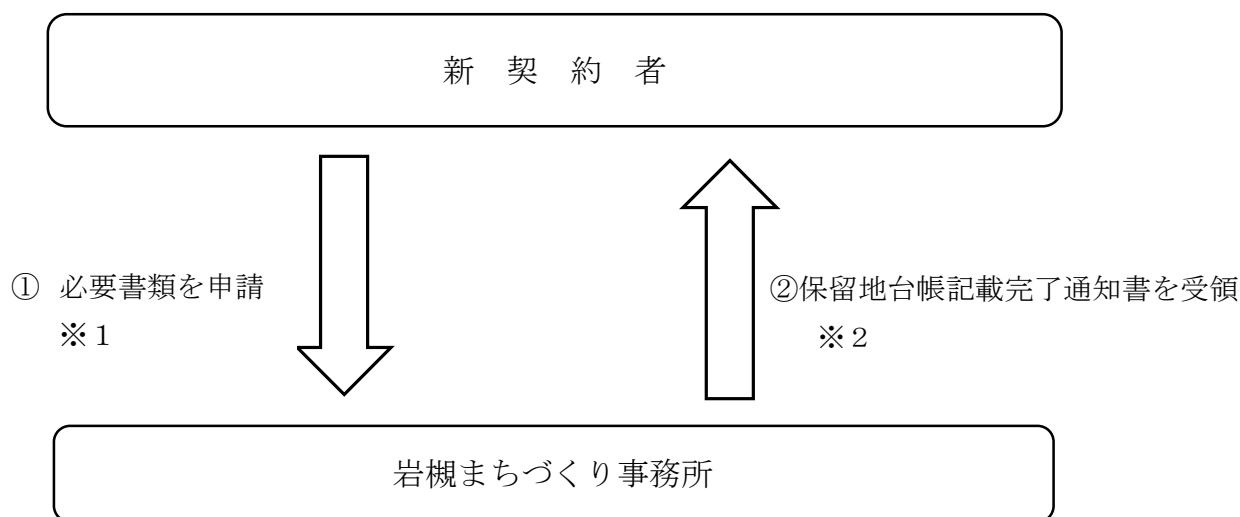 新　契　約　者
①　必要書類を申請
※１
②保留地台帳記載完了通知書を受領
※２
岩槻まちづくり事務所